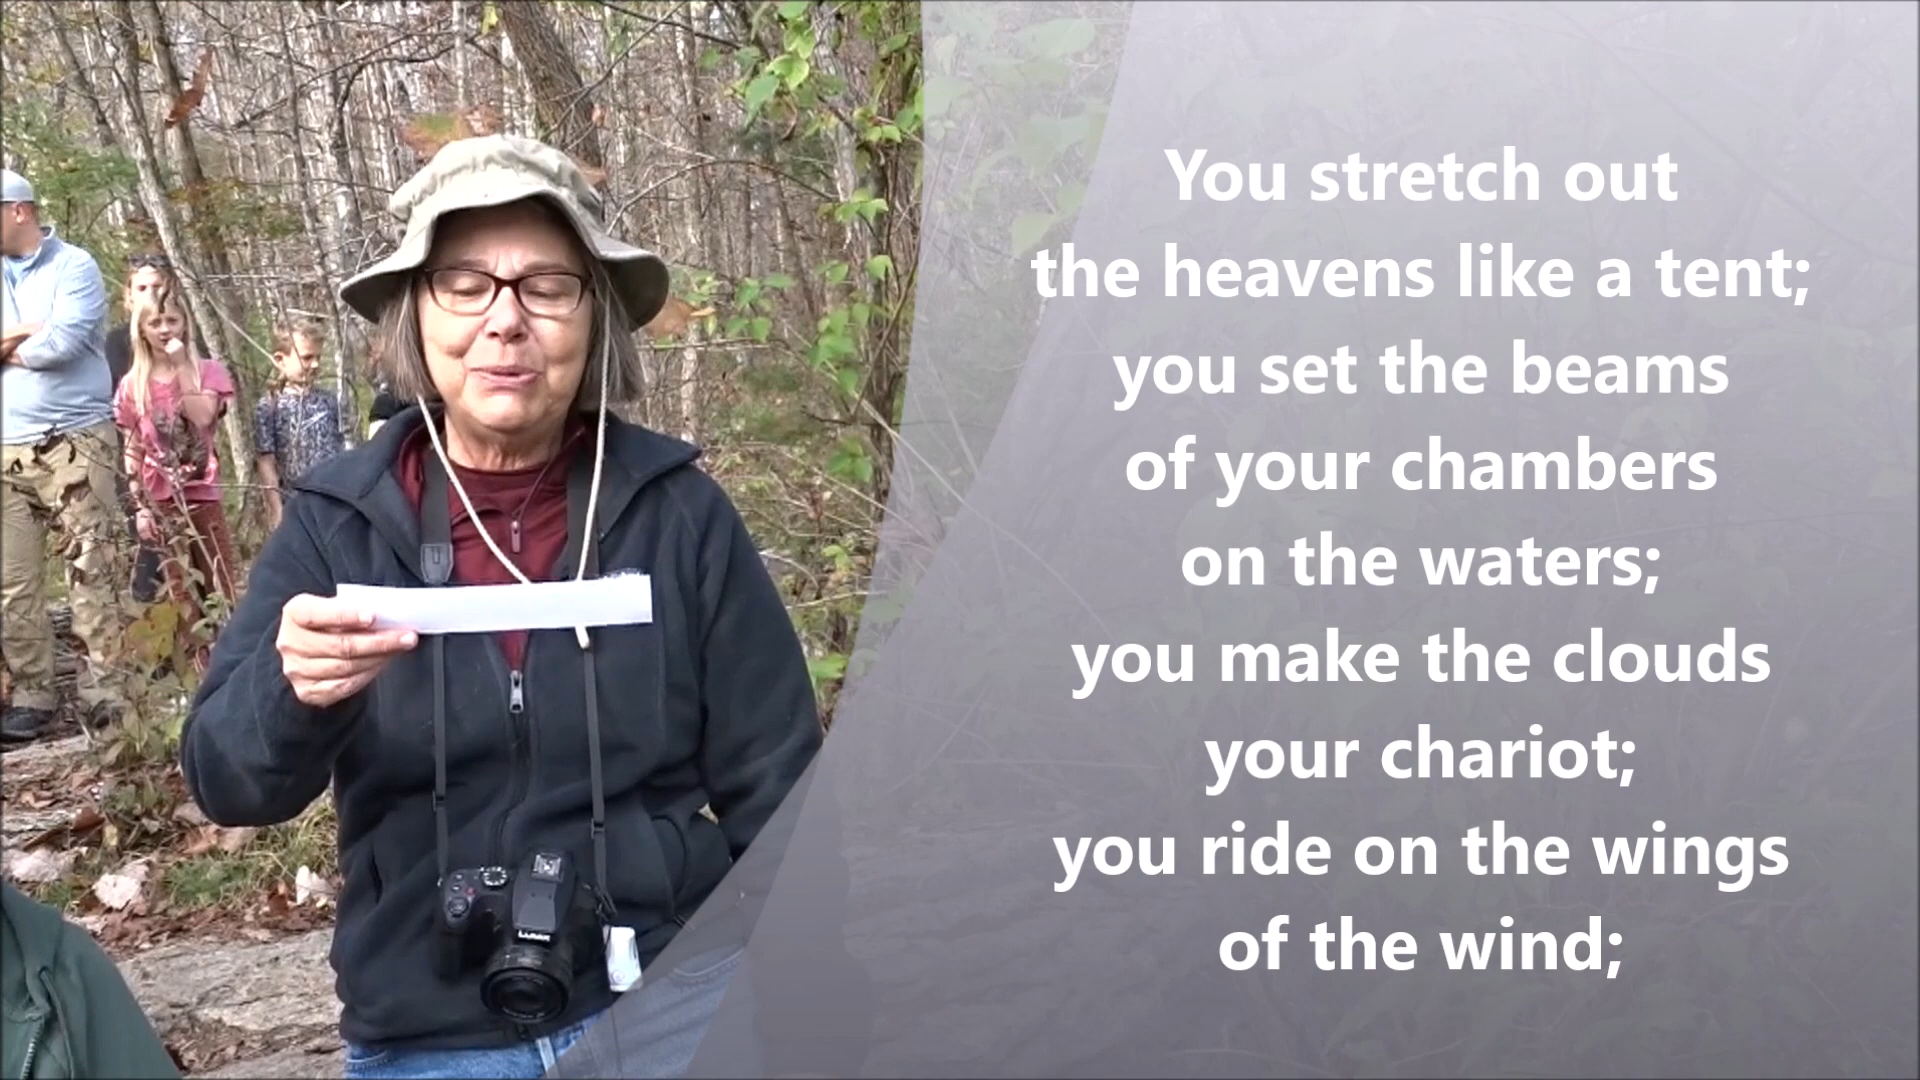 You stretch out
the heavens like a tent;
you set the beams
of your chambers
on the waters;
you make the clouds
your chariot;
you ride on the wings
of the wind;
LUMIX